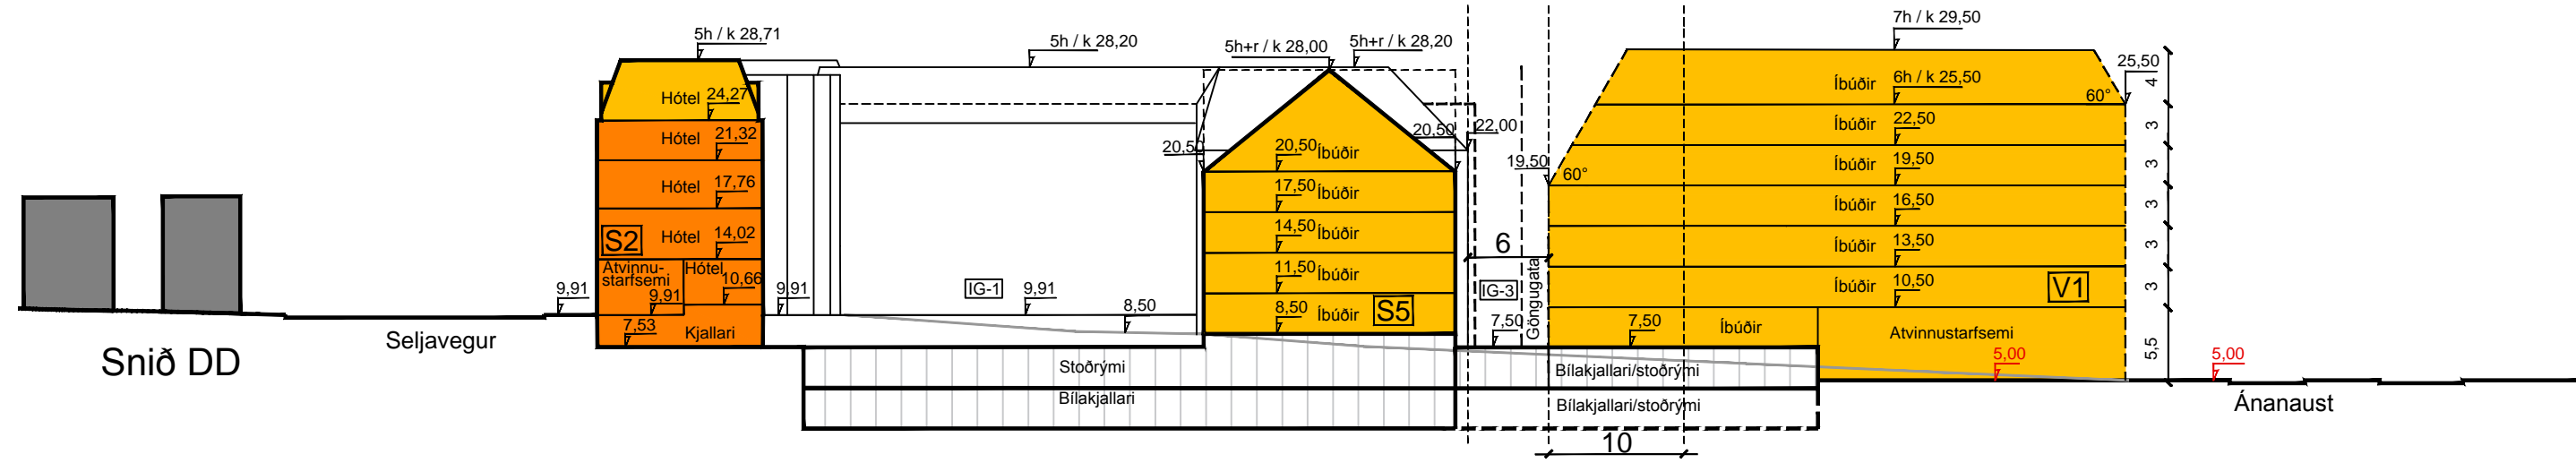 5h / k 28,71
5h / k 28,20
5h+r / k 28,00
5h+r / k 28,20
7h / k 29,50
25,50
4
Hótel 24,27
Íbúðir
6h / k 25,50
60°
Hótel 21,32
20,50
22,00
Íbúðir 22,50
3
20,50
20,50 Íbúðir
19,50
60°
Íbúðir 19,50
3
Hótel 17,76
17,50 Íbúðir
Íbúðir 16,50
3
S2
Hótel 14,02
14,50 Íbúðir
6
Íbúðir 13,50
3
Atvinnu-
starfsemi
Hótel
10,66
11,50 Íbúðir
Íbúðir 10,50
V1
3
9,91
9,91
9,91
IG-1
9,91
8,50
8,50 Íbúðir
S5
IG-3
Göngugata
7,53
Kjallari
7,50
7,50
Íbúðir
Atvinnustarfsemi
5,5
Snið DD
Seljavegur
Stoðrými
Bílakjallari/stoðrými
5,00
5,00
Bílakjallari
Bílakjallari/stoðrými
Ánanaust
10